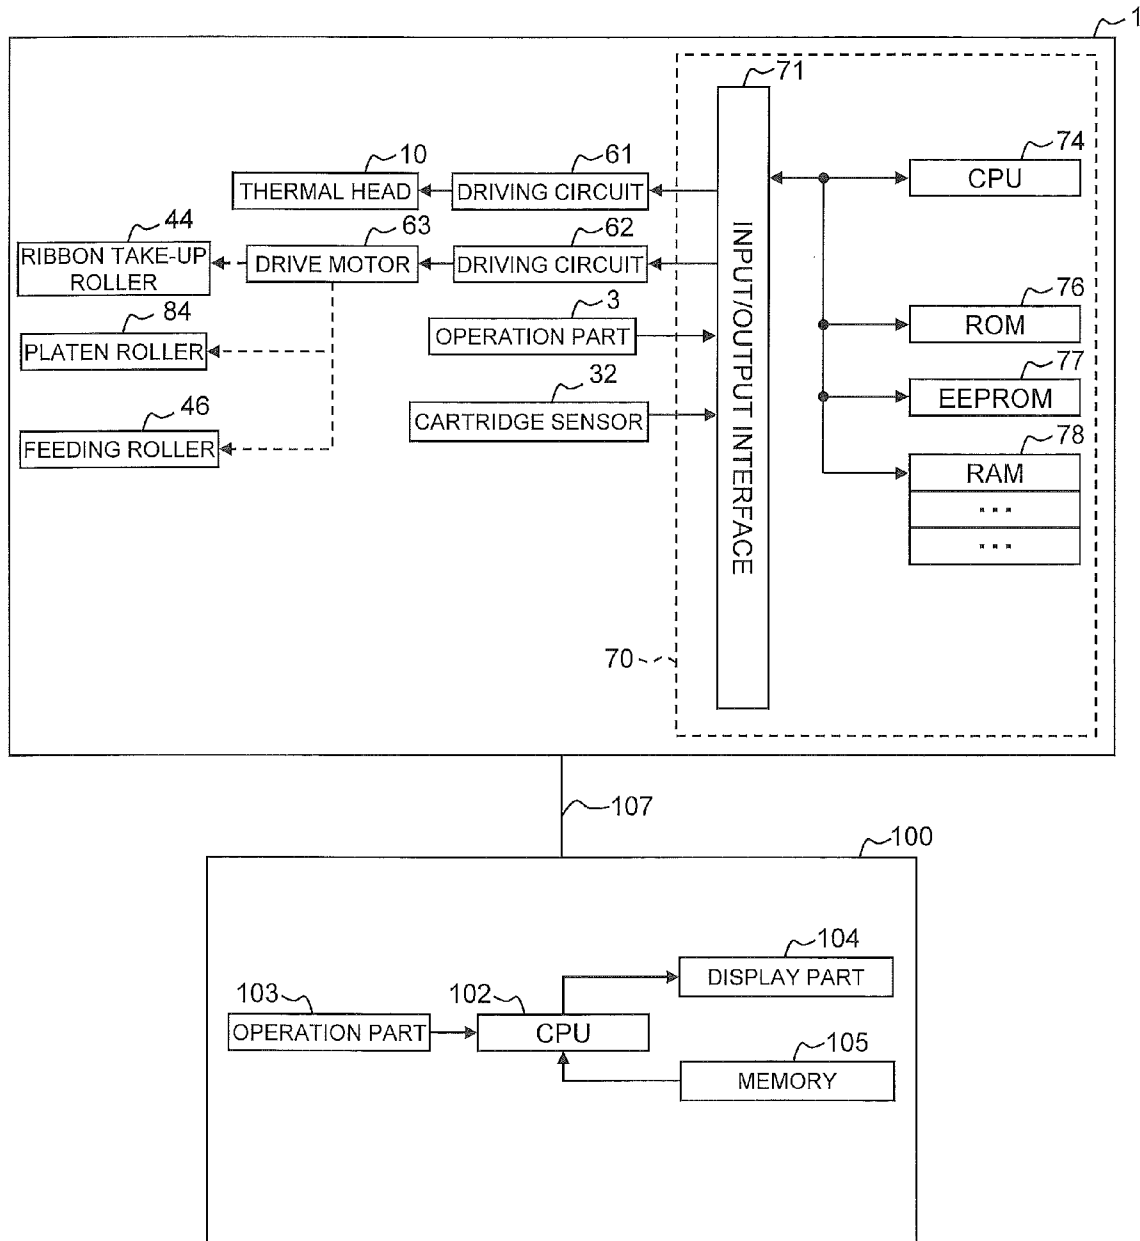 1
71
10
61
74
THERMAL HEAD
DRIVING CIRCUIT
CPU
44
63
62
RIBBON TAKE-UP
ROLLER
DRIVE MOTOR
DRIVING CIRCUIT
INPUT/OUTPUT INTERFACE
84
3
76
PLATEN ROLLER
OPERATION PART
ROM
46
32
77
FEEDING ROLLER
CARTRIDGE SENSOR
EEPROM
78
RAM
...
...
70
107
100
104
DISPLAY PART
103
102
OPERATION PART
CPU
105
MEMORY